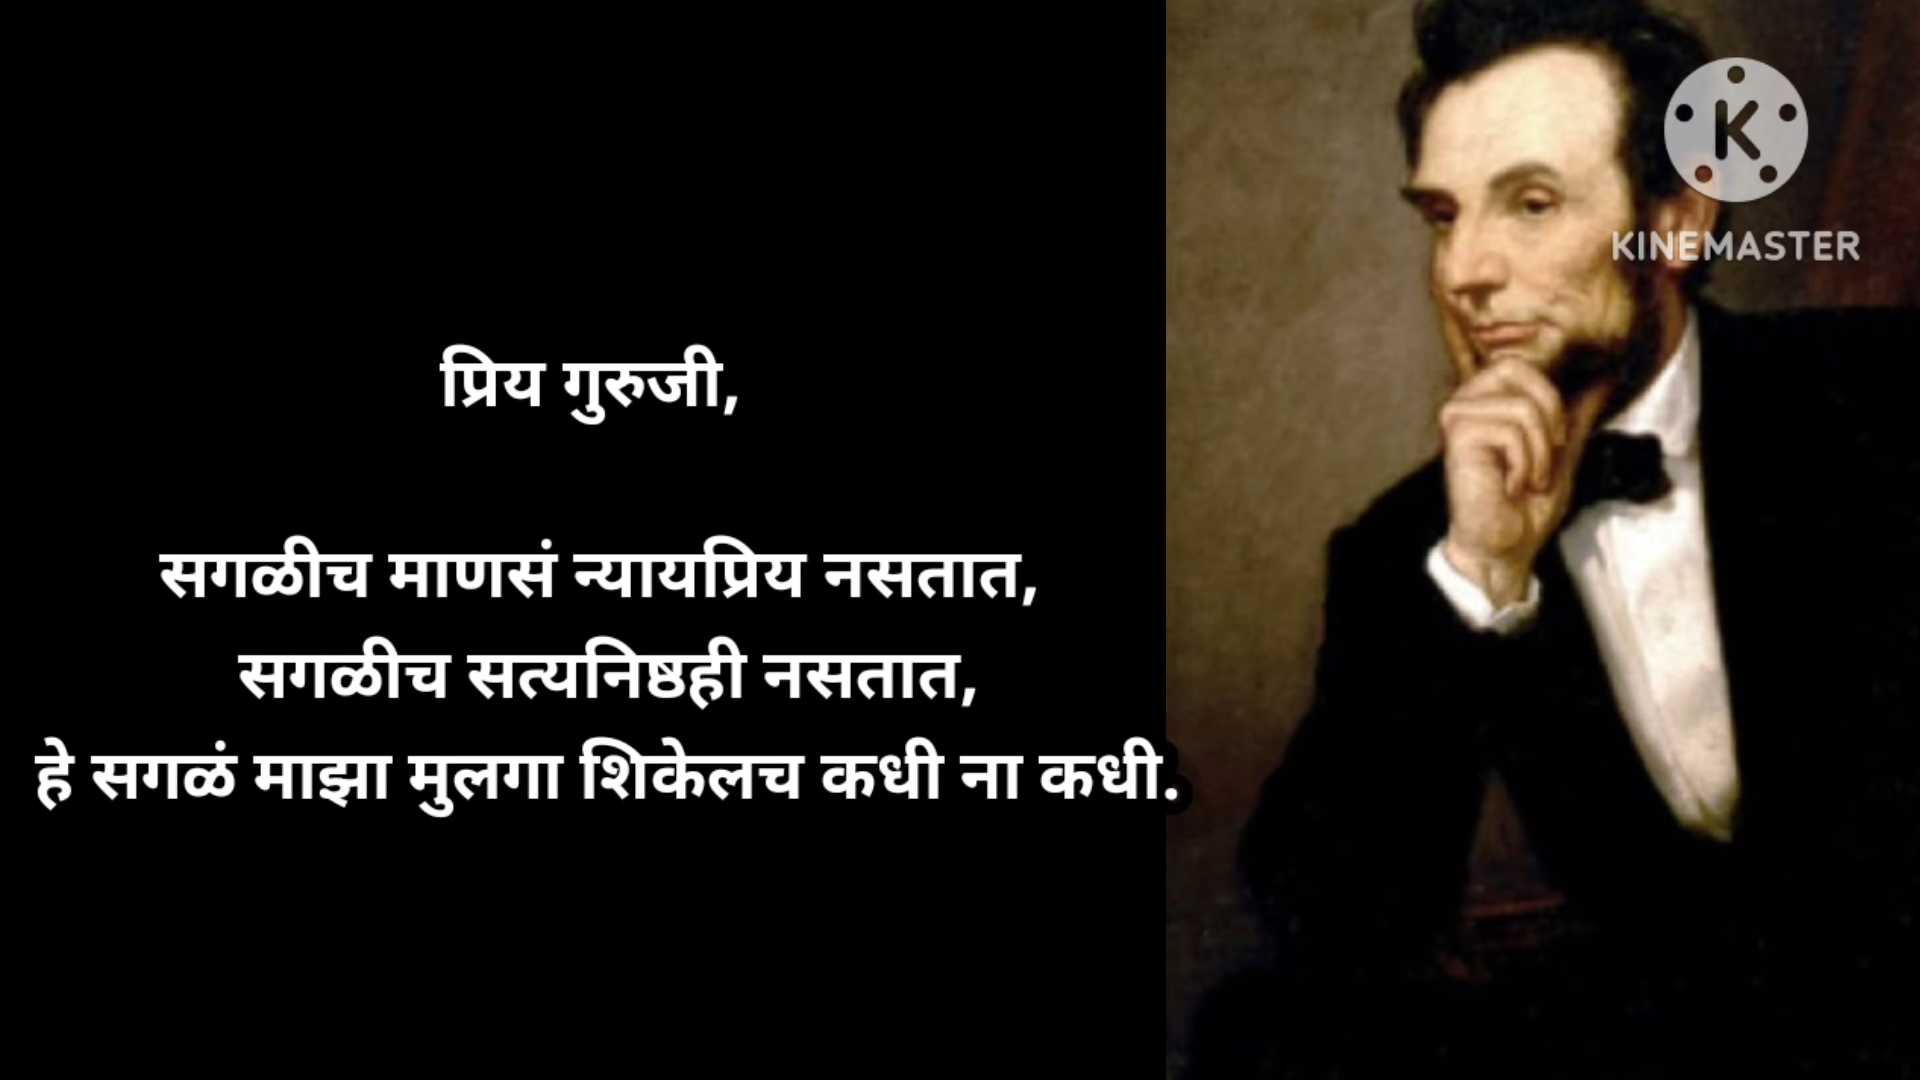 प्रिय गुरुजी,
सगळीच माणसं न्यायप्रिय नसतात,
सगळीच सत्यनिष्ठही नसतात,
हे सगळं माझा मुलगा शिकेलच कधी ना कधी.
K
KINEMASTER